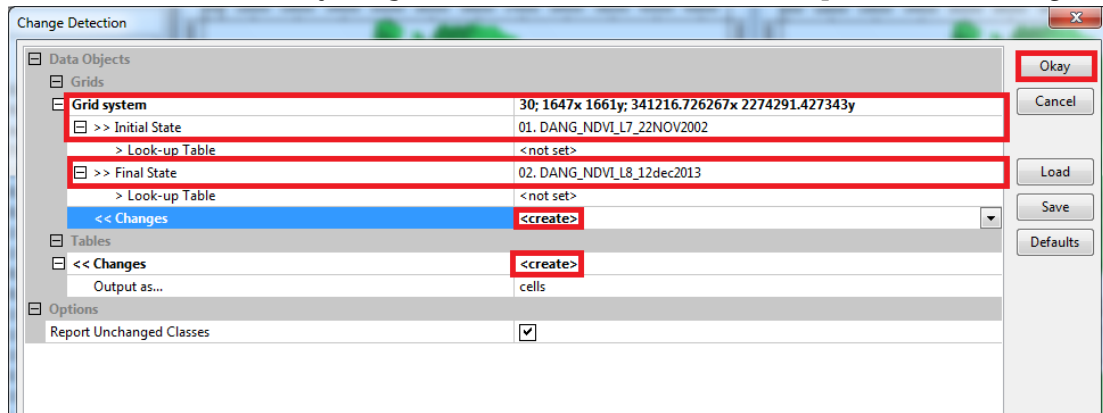 Change Detection
X
Data Objects
Okay
Grids
Grid system 30; 1647x 1661y; 341216.726267x 2274291.427343y
Cancel
>> Initial State 01. DANG_NDVI_L7_22NOV2002
> Look-up Table <not set>
>> Final State 02. DANG_NDVI_L8_12dec2013
Load
> Look-up Table <not set>
Save
<< Changes <create>
Tables
Defaults
<< Changes <create>
Output as... cells
Options
Report Unchanged Classes